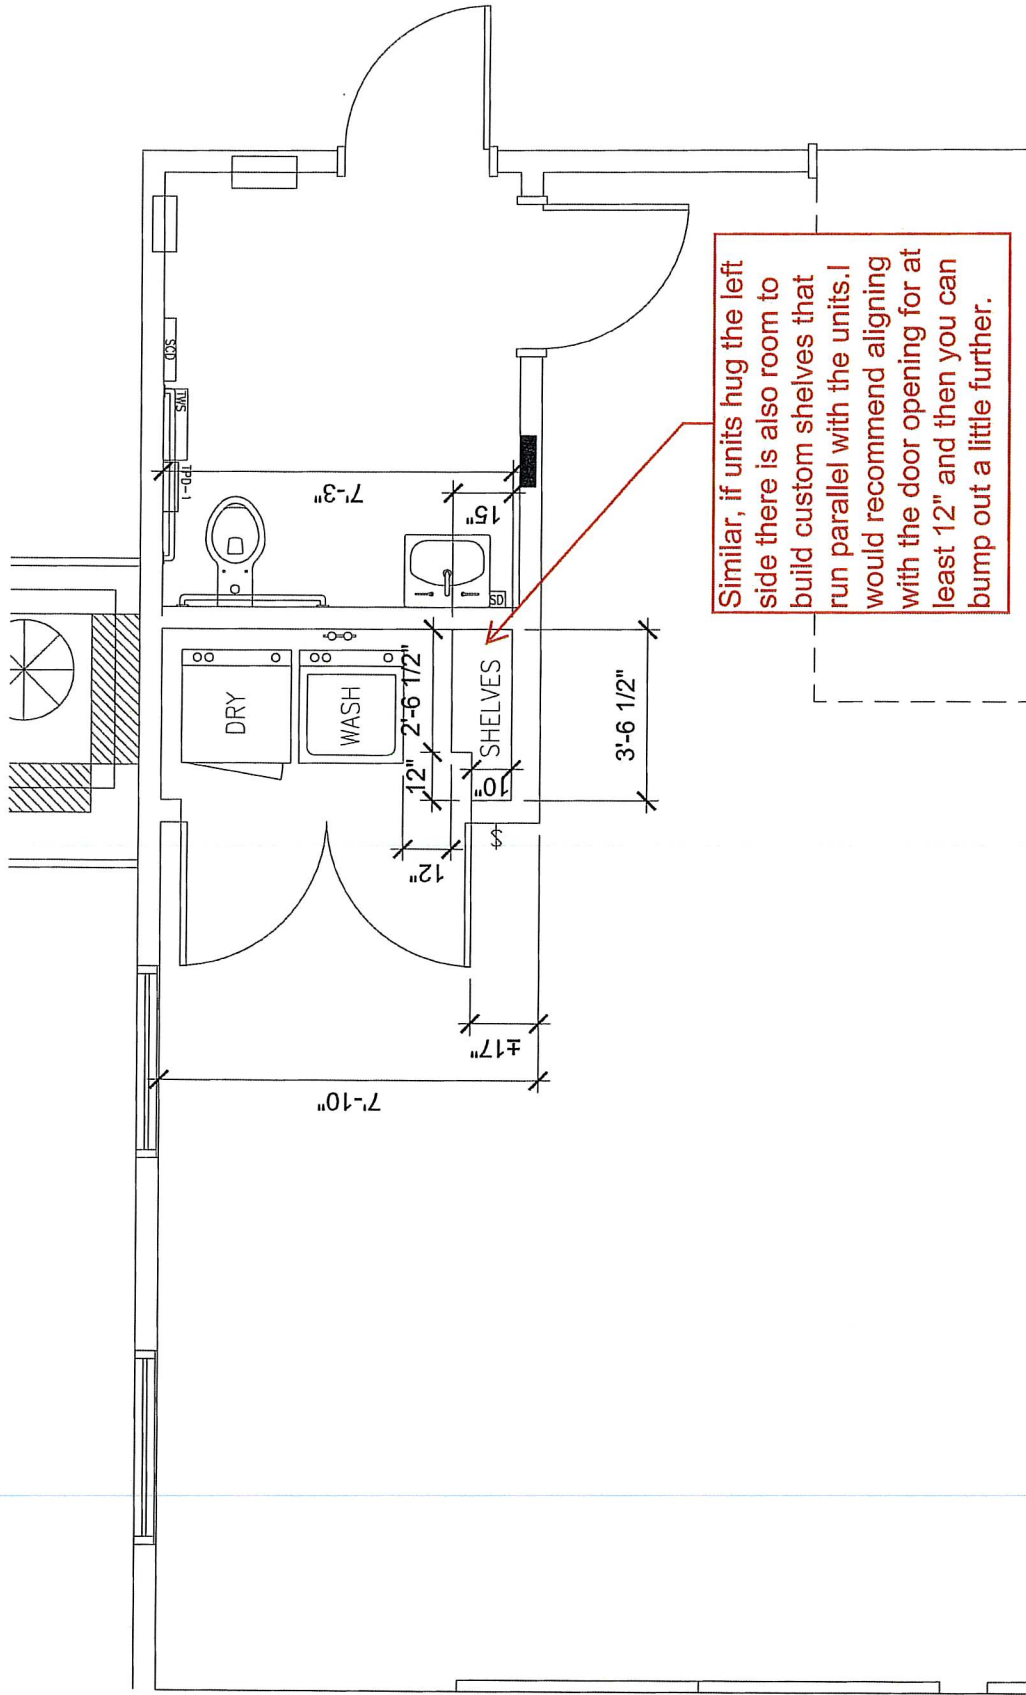 SCD
TWS
TPD-1
7'-3"
15"
SD
DRY
WASH
2'-6 1/2"
12"
SHELVES
10"
12"
3'-6 1/2"
$
±17"
7'-10"
Similar, if units hug the left
side there is also room to
build custom shelves that
run parallel with the units.I
would recommend aligning
with the door opening for at
least 12" and then you can
bump out a little further.